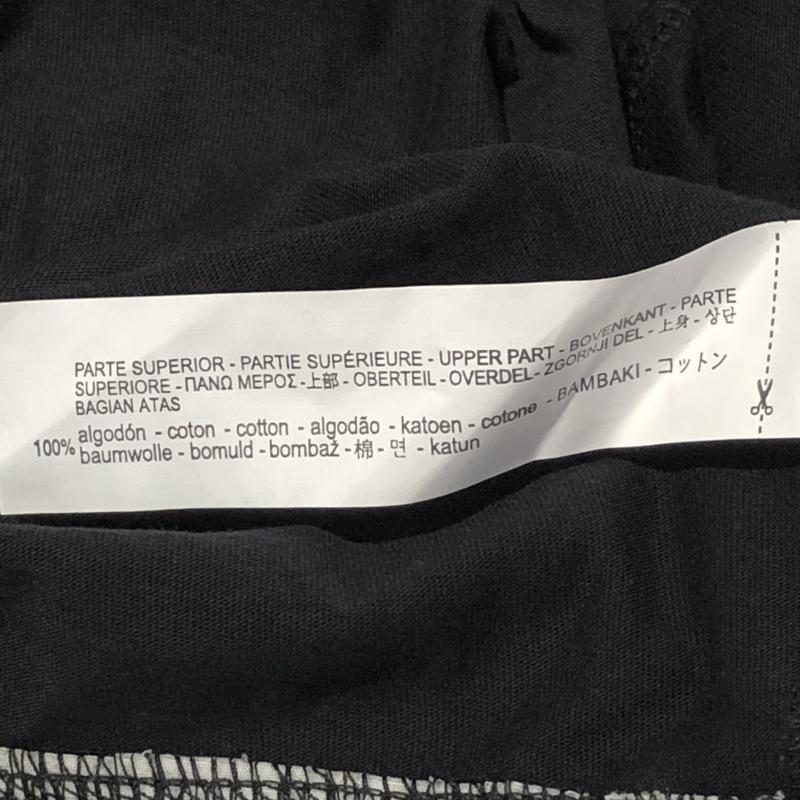 PARTE SUPERIOR - PARTIE SUPÉRIEURE - UPPER PART - BOVENKANT - PARTE
SUPERIORE - ΠΑΝΩ ΜΕΡΟΣ - 上部 - OBERTEIL - OVERDEL - ZGORNJI DEL - 上身 - 상단
BAGIAN ATAS
100% algodón - coton - cotton - algodão - katoen - cotone - BAMBAKI - コットン
baumwolle - bomuld - bombaž - 棉 - 면 - katun